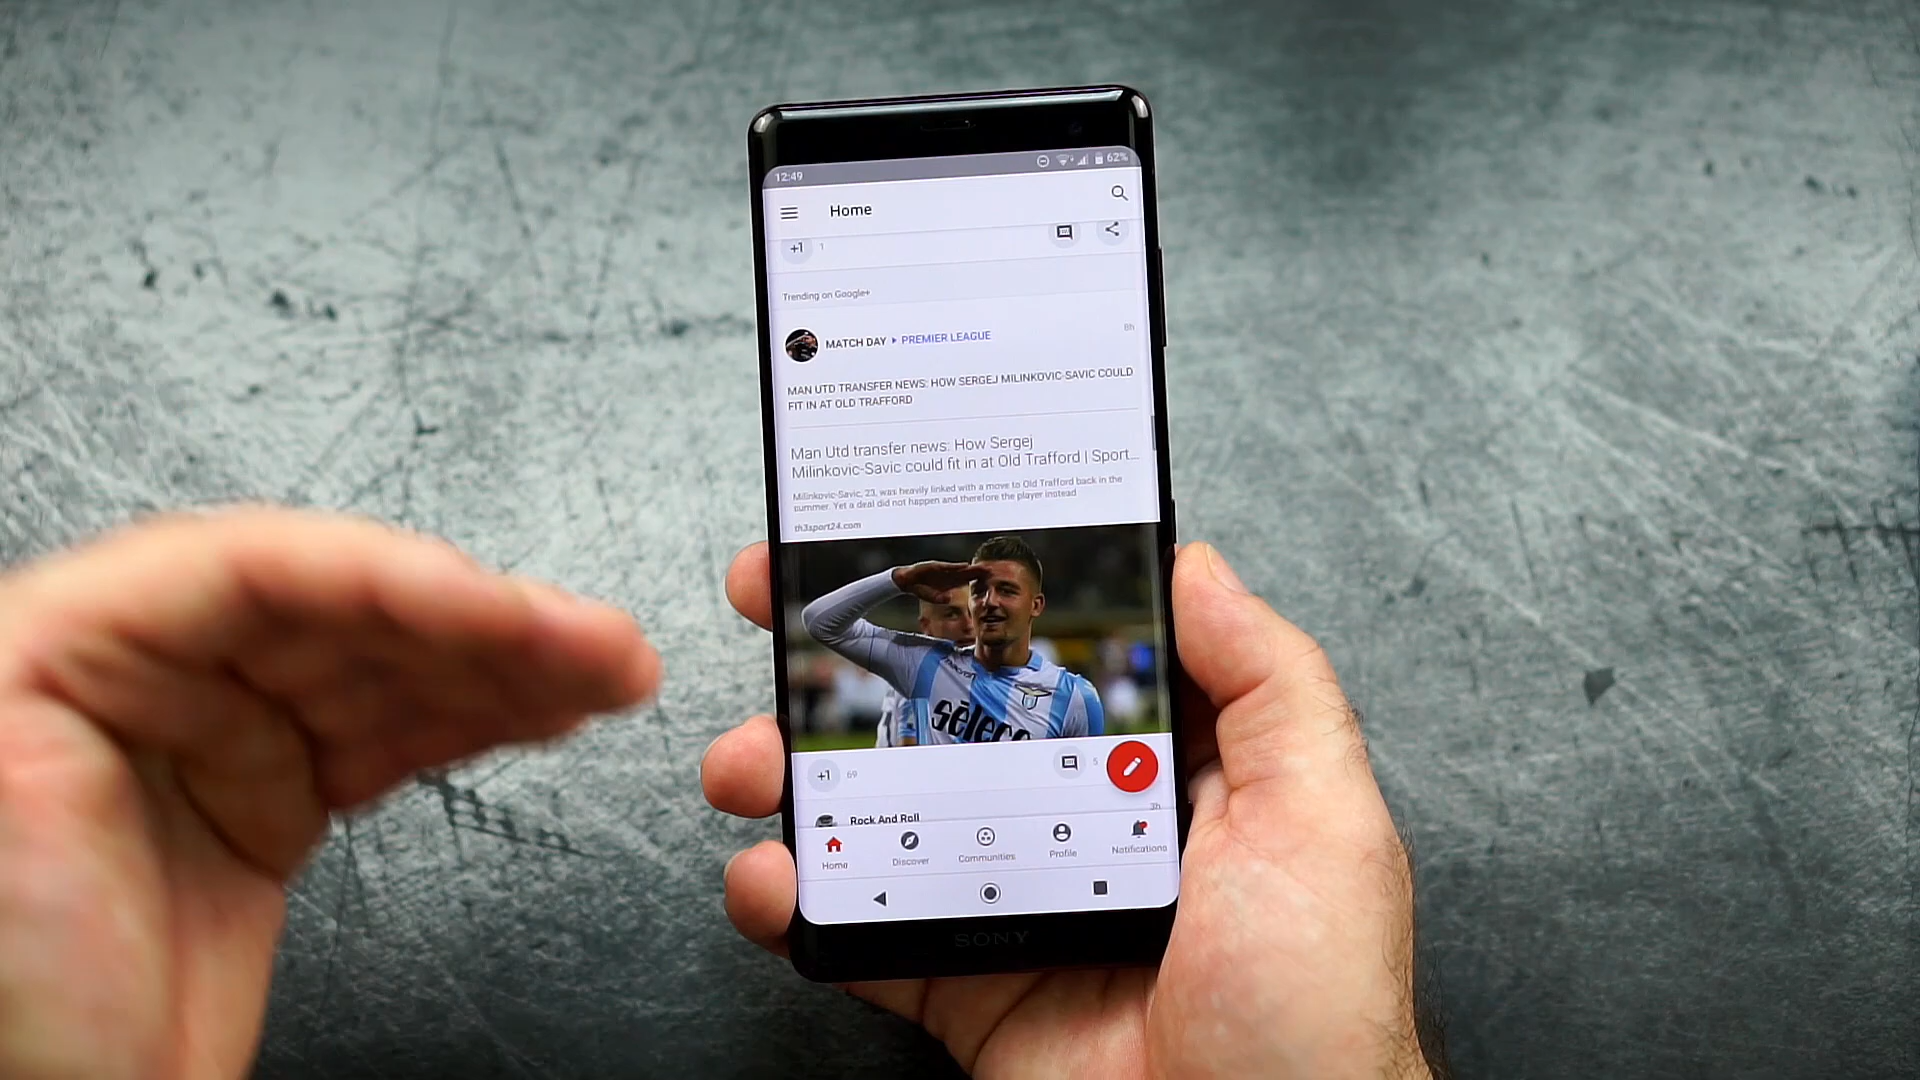 12:49
62%
Home
+1 1
Trending on Google+
MATCH DAY PREMIER LEAGUE
8h
MAN UTD TRANSFER NEWS: HOW SERGEJ MILINKOVIC-SAVIC COULD
FIT IN AT OLD TRAFFORD
Man Utd transfer news: How Sergej
Milinkovic-Savic could fit in at Old Trafford | Sport...
Milinkovic-Savic, 23, was heavily linked with a move to Old Trafford back in the
summer. Yet a deal did not happen and therefore the player instead
th3sport24.com
macron
séleco
+1 69
5
Rock And Roll
3h
Home
Discover
Communities
Profile
Notifications
SONY